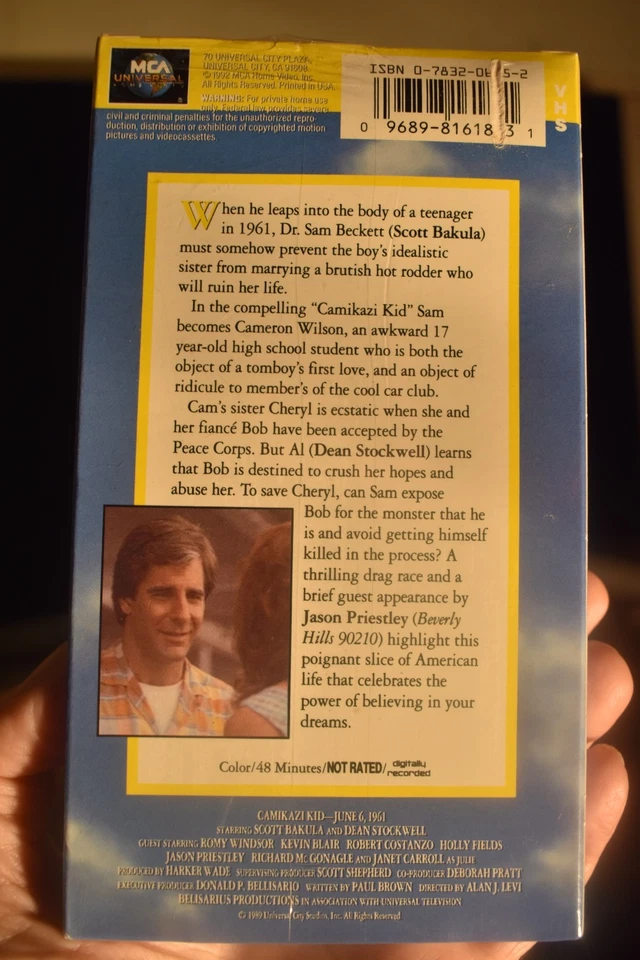 MCA
UNIVERSAL
HOME VIDEO
70 UNIVERSAL CITY PLAZA,
UNIVERSAL CITY, CA 91608.
© 1992 MCA Home Video, Inc.
All Rights Reserved. Printed in USA.
WARNING: For private home use
only. Federal law provides severe
civil and criminal penalties for the unauthorized repro-
duction, distribution or exhibition of copyrighted motion
pictures and videocassettes.
ISBN 0-7832-0 5-2
0 9689-81618 3 1
VHS
When he leaps into the body of a teenager
in 1961, Dr. Sam Beckett (Scott Bakula)
must somehow prevent the boy's idealistic
sister from marrying a brutish hot rodder who
will ruin her life.
In the compelling "Camikazi Kid" Sam
becomes Cameron Wilson, an awkward 17
year-old high school student who is both the
object of a tomboy's first love, and an object of
ridicule to member's of the cool car club.
Cam's sister Cheryl is ecstatic when she and
her fiancé Bob have been accepted by the
Peace Corps. But Al (Dean Stockwell) learns
that Bob is destined to crush her hopes and
abuse her. To save Cheryl, can Sam expose
Bob for the monster that he
is and avoid getting himself
killed in the process? A
thrilling drag race and a
brief guest appearance by
Jason Priestley (Beverly
Hills 90210) highlight this
poignant slice of American
life that celebrates the
power of believing in your
dreams.
Color/48 Minutes/NOT RATED/digitally recorded
CAMIKAZI KID—JUNE 6, 1961
STARRING SCOTT BAKULA AND DEAN STOCKWELL
GUEST STARRING ROMY WINDSOR KEVIN BLAIR ROBERT COSTANZO HOLLY FIELDS
JASON PRIESTLEY RICHARD McGONAGLE AND JANET CARROLL AS JULIE
PRODUCED BY HARKER WADE SUPERVISING PRODUCER SCOTT SHEPHERD CO-PRODUCER DEBORAH PRATT
EXECUTIVE PRODUCER DONALD P. BELLISARIO WRITTEN BY PAUL BROWN DIRECTED BY ALAN J. LEVI
BELISARIUS PRODUCTIONS IN ASSOCIATION WITH UNIVERSAL TELEVISION
© 1989 Universal City Studios, Inc. All Rights Reserved